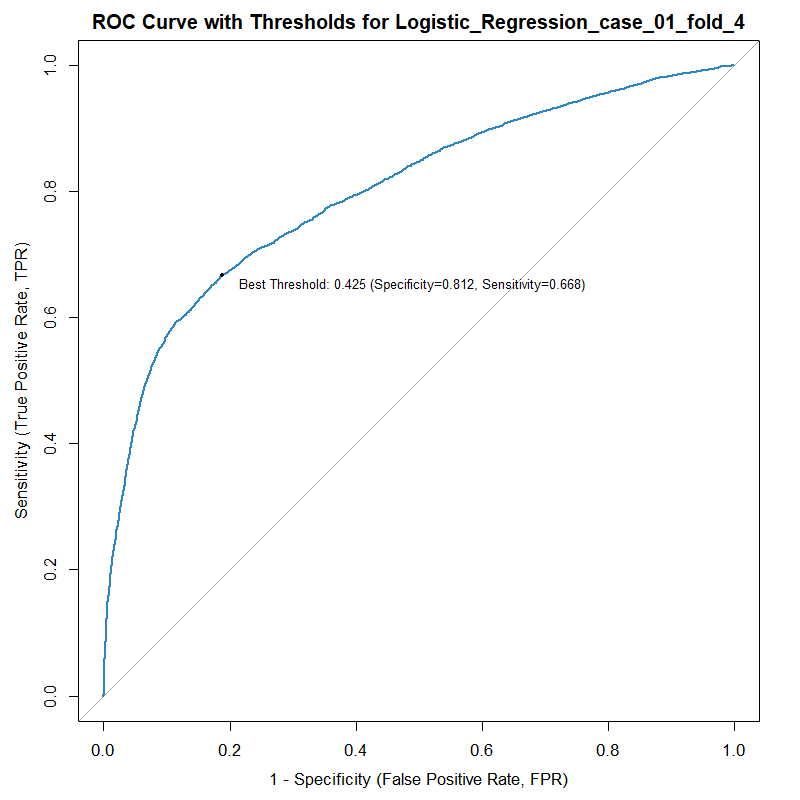 ROC Curve with Thresholds for Logistic_Regression_case_01_fold_4
Sensitivity (True Positive Rate, TPR)
1.0
0.8
0.6
0.4
0.2
0.0
Best Threshold: 0.425 (Specificity=0.812, Sensitivity=0.668)
0.0 0.2 0.4 0.6 0.8 1.0
1 - Specificity (False Positive Rate, FPR)